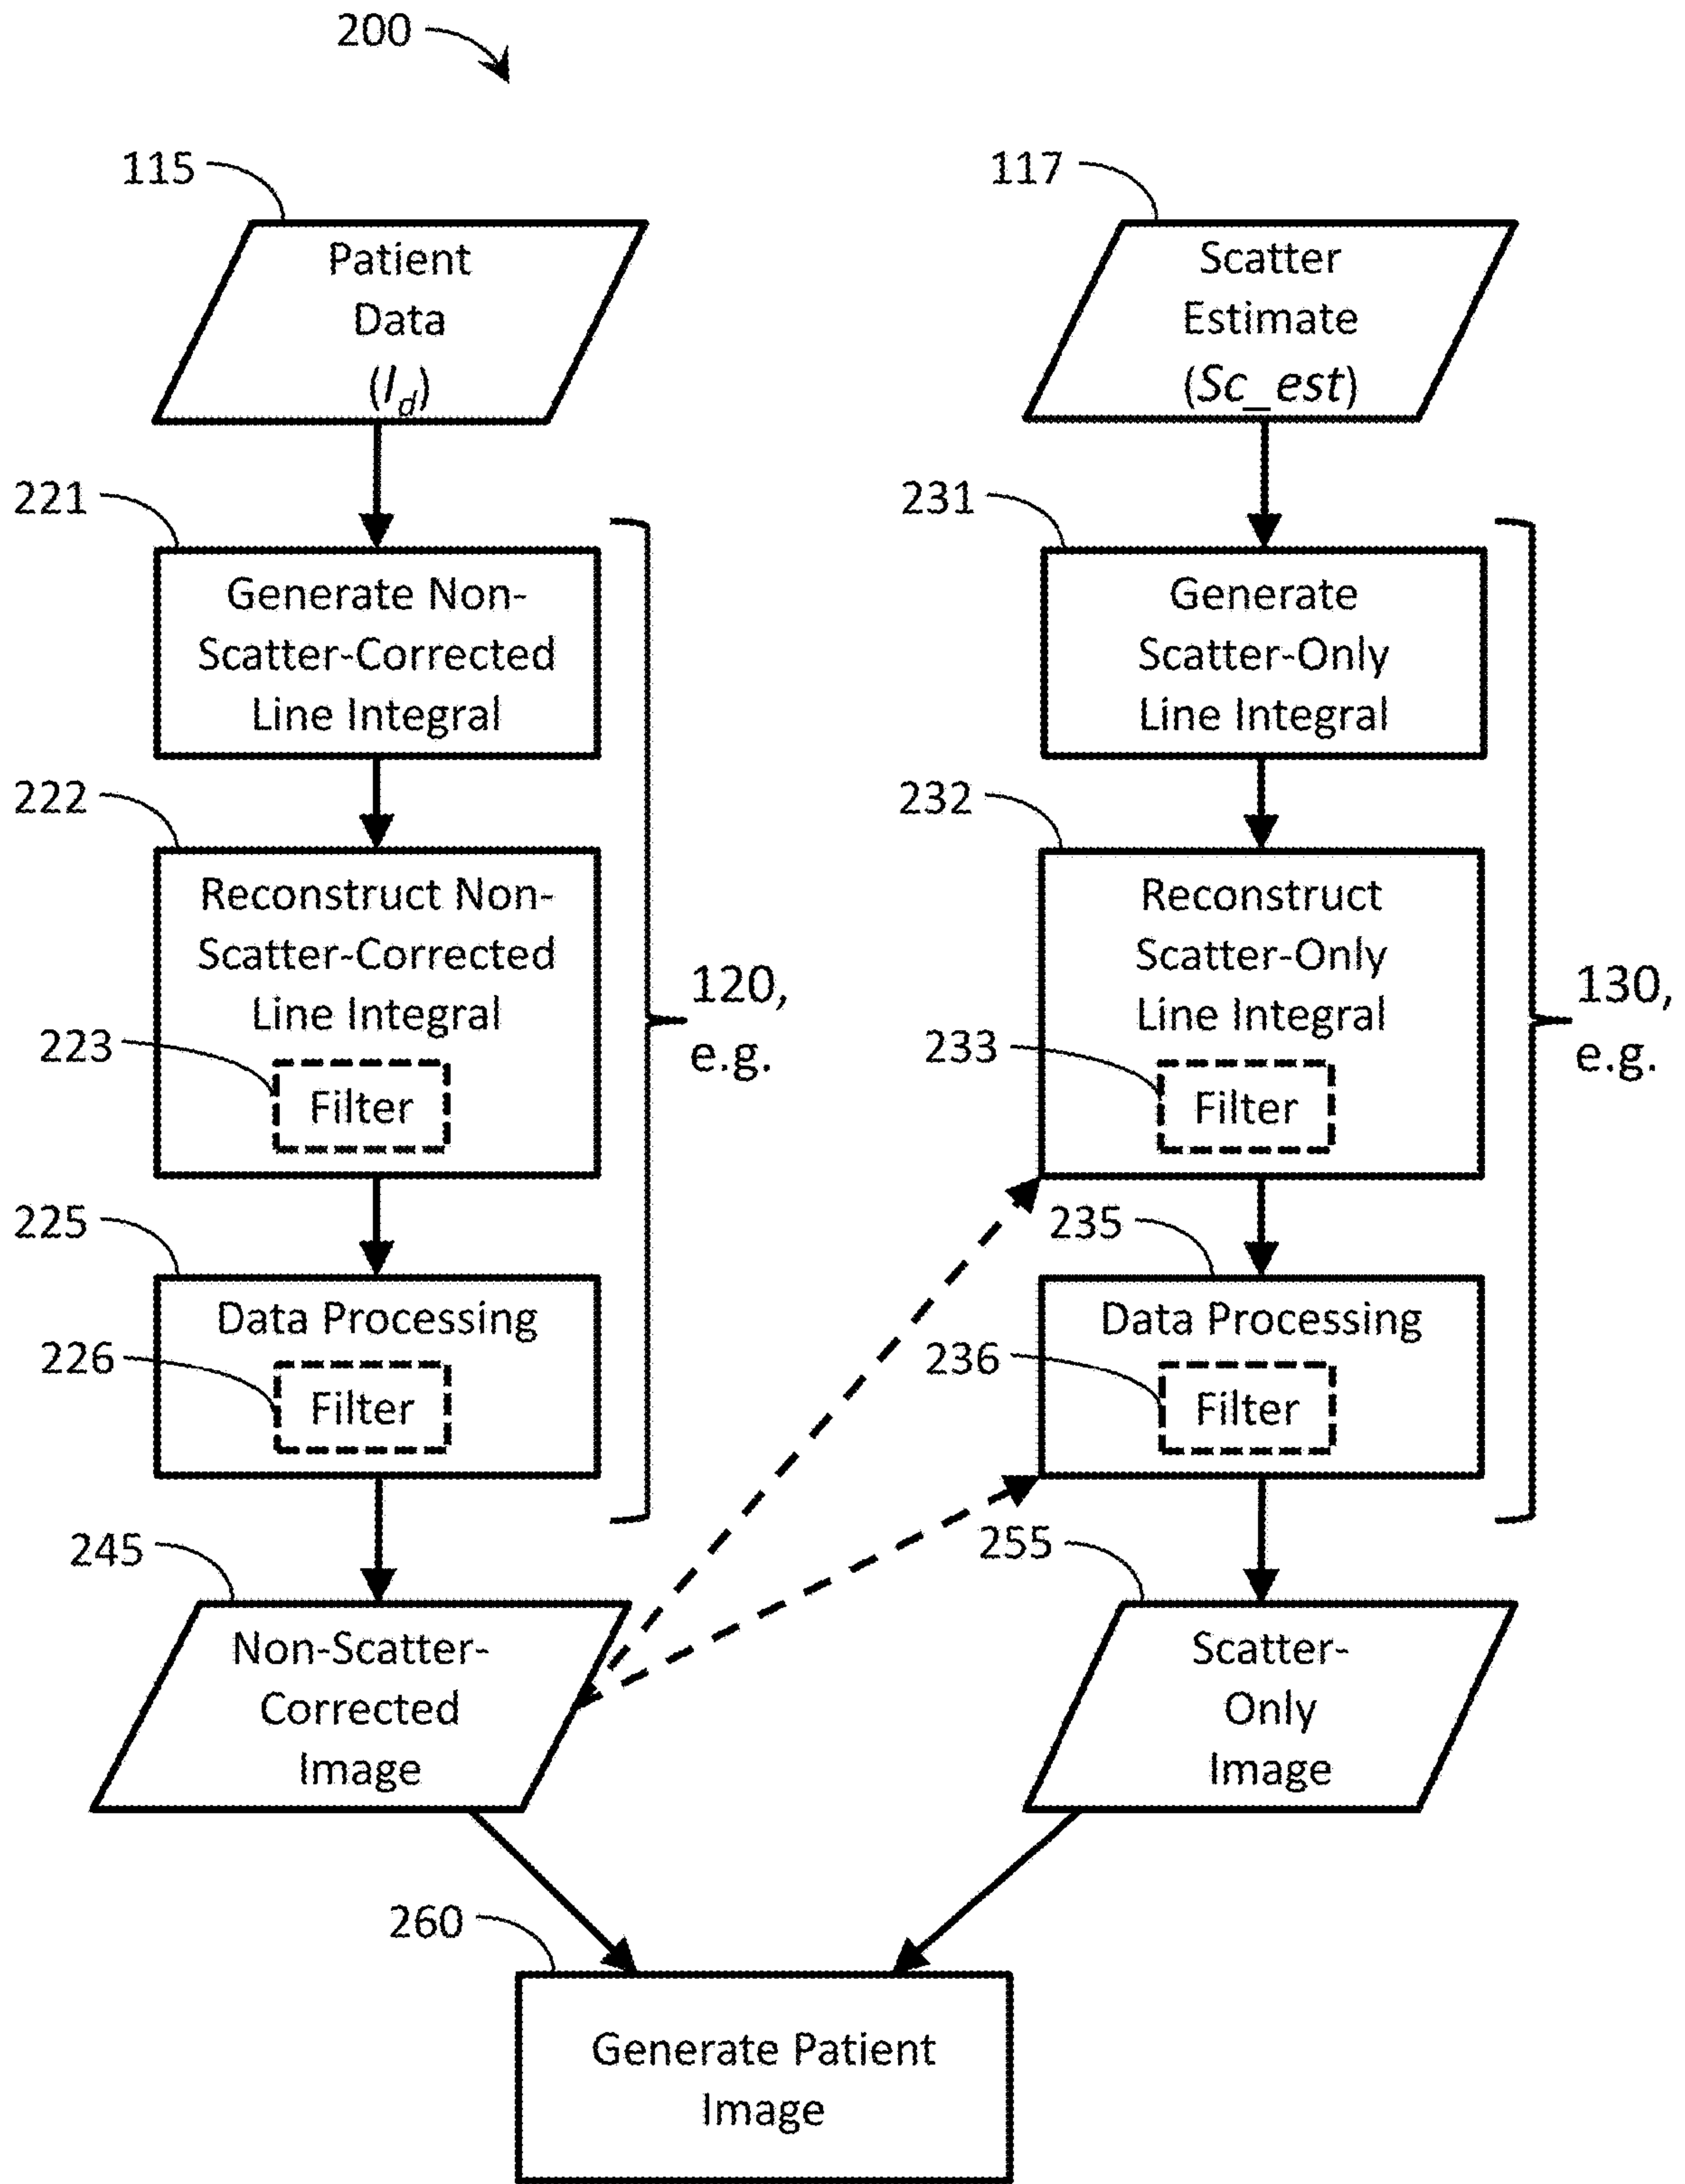 200
115
Patient
Data
(I_d)
117
Scatter
Estimate
(Sc_est)
221
Generate Non-
Scatter-Corrected
Line Integral
231
Generate
Scatter-Only
Line Integral
222
Reconstruct Non-
Scatter-Corrected
Line Integral
223
Filter
120,
e.g.
232
Reconstruct
Scatter-Only
Line Integral
233
Filter
130,
e.g.
225
Data Processing
226
Filter
235
Data Processing
236
Filter
245
Non-Scatter-
Corrected
Image
255
Scatter-
Only
Image
260
Generate Patient
Image